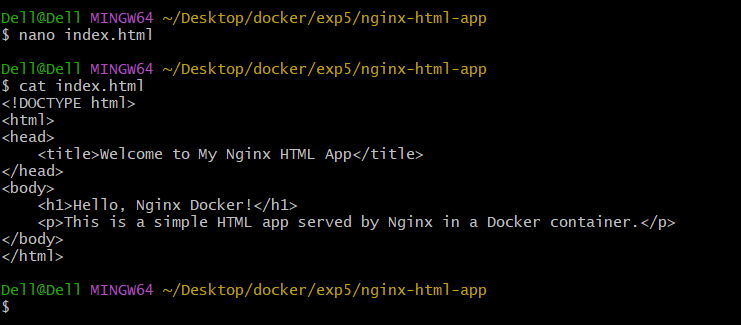 Dell@Dell MINGW64 ~/Desktop/docker/exp5/nginx-html-app
$ nano index.html
Dell@Dell MINGW64 ~/Desktop/docker/exp5/nginx-html-app
$ cat index.html
<!DOCTYPE html>
<html>
<head>
    <title>Welcome to My Nginx HTML App</title>
</head>
<body>
    <h1>Hello, Nginx Docker!</h1>
    <p>This is a simple HTML app served by Nginx in a Docker container.</p>
</body>
</html>
Dell@Dell MINGW64 ~/Desktop/docker/exp5/nginx-html-app
$